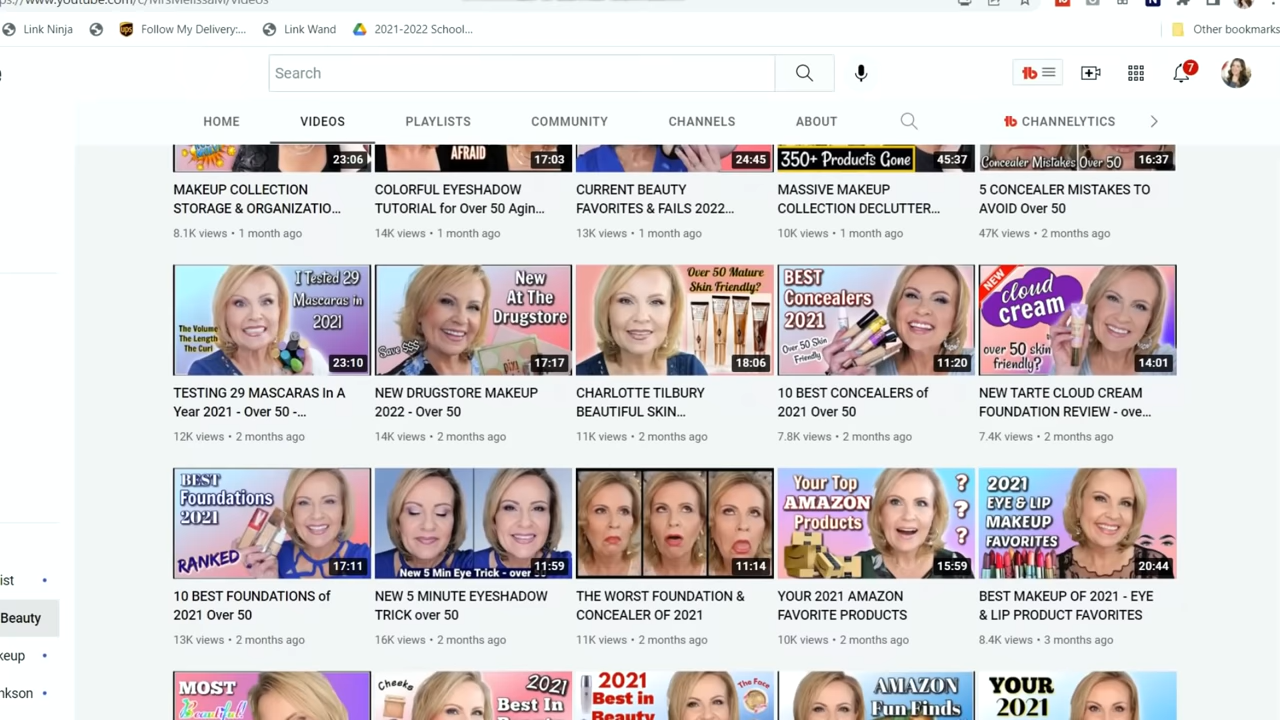 Link Ninja
Follow My Delivery:...
Link Wand
2021-2022 School...
Other bookmarks
Search
7
HOME
VIDEOS
PLAYLISTS
COMMUNITY
CHANNELS
ABOUT
CHANNELYTICS
23:06
AFRAID
17:03
24:45
350+ Products Gone
45:37
Concealer Mistakes Over 50
16:37
MAKEUP COLLECTION
STORAGE & ORGANIZATIO...
8.1K views • 1 month ago
COLORFUL EYESHADOW
TUTORIAL for Over 50 Agin...
14K views • 1 month ago
CURRENT BEAUTY
FAVORITES & FAILS 2022...
13K views • 1 month ago
MASSIVE MAKEUP
COLLECTION DECLUTTER...
10K views • 1 month ago
5 CONCEALER MISTAKES TO
AVOID Over 50
47K views • 2 months ago
I Tested 29
Mascaras in
2021
The Volume
The Length
The Curl
23:10
New
At The
Drugstore
Save $$$
pixi
17:17
Over 50 Mature
Skin Friendly?
18:06
BEST
Concealers
2021
Over 50 Skin
Friendly
11:20
NEW
cloud
cream
over 50 skin
friendly?
14:01
TESTING 29 MASCARAS In A
Year 2021 - Over 50 -...
12K views • 2 months ago
NEW DRUGSTORE MAKEUP
2022 - Over 50
14K views • 2 months ago
CHARLOTTE TILBURY
BEAUTIFUL SKIN...
11K views • 2 months ago
10 BEST CONCEALERS of
2021 Over 50
7.8K views • 2 months ago
NEW TARTE CLOUD CREAM
FOUNDATION REVIEW - ove...
7.4K views • 2 months ago
BEST
Foundations
2021
RANKED
17:11
New 5 Min Eye Trick - over
11:59
11:14
Your Top
AMAZON
Products
? ? ?
15:59
2021
EYE & LIP
MAKEUP
FAVORITES
20:44
10 BEST FOUNDATIONS of
2021 Over 50
13K views • 2 months ago
NEW 5 MINUTE EYESHADOW
TRICK over 50
16K views • 2 months ago
THE WORST FOUNDATION &
CONCEALER OF 2021
11K views • 2 months ago
YOUR 2021 AMAZON
FAVORITE PRODUCTS
10K views • 2 months ago
BEST MAKEUP OF 2021 - EYE
& LIP PRODUCT FAVORITES
8.4K views • 3 months ago
ist
Beauty
keup
nkson
MOST
Beautiful!
Cheeks
2021
Best In
2021
Best in
Beauty
The Face
AMAZON
Fun Finds
YOUR
2021